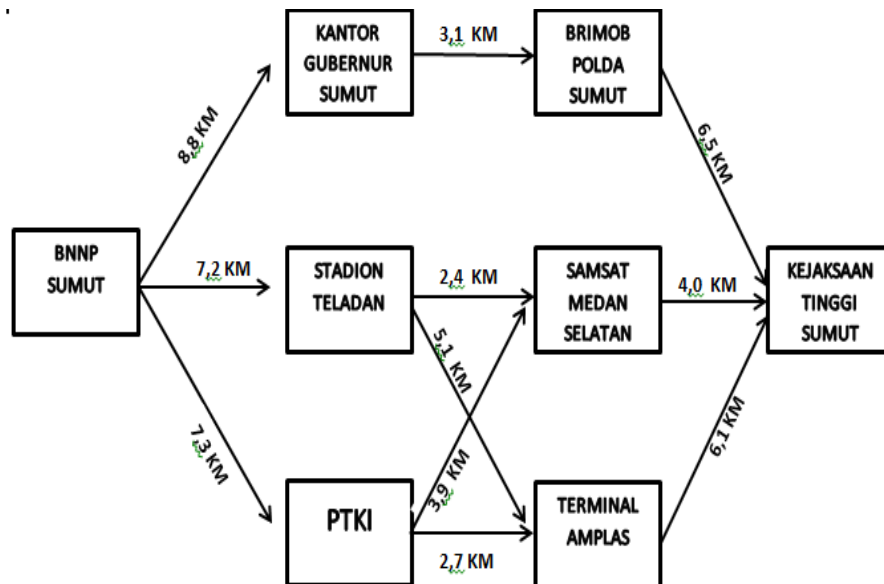 KANTOR
GUBERNUR
SUMUT
3,1 KM
BRIMOB
POLDA
SUMUT
8,8 KM
6,5 KM
BNNP
SUMUT
7,2 KM
STADION
TELADAN
2,4 KM
SAMSAT
MEDAN
SELATAN
4,0 KM
KEJAKSAAN
TINGGI
SUMUT
5,1 KM
7,3 KM
3,9 KM
6,1 KM
PTKI
2,7 KM
TERMINAL
AMPLAS